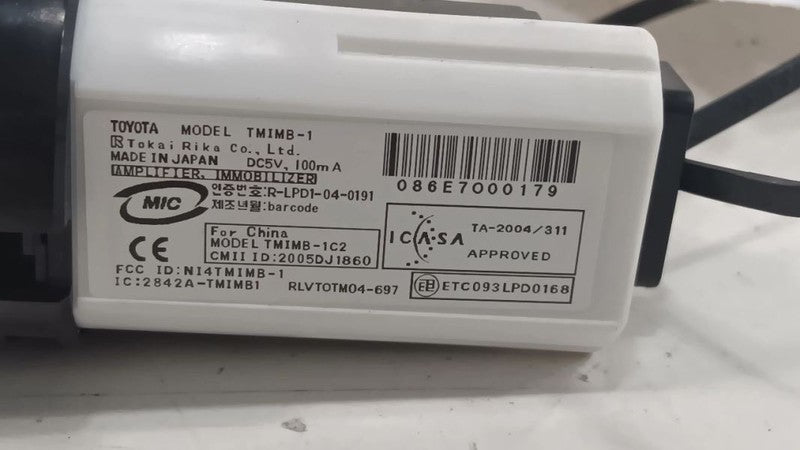 TOYOTA MODEL TMIMB-1
Tokai Rika Co., Ltd.
MADE IN JAPAN DC5V, 100mA
AMPLIFIER, IMMOBILIZER
MIC
인증번호:R-LPD1-04-0191
제조년월:barcode
CE
For China
MODEL TMIMB-1C2
CMII ID:2005DJ1860
FCC ID:NI4TMIMB-1
IC:2842A-TMIMB1
RLVTOTM04-697
086E7000179
ICASA
TA-2004/311
APPROVED
ETC093LPD0168